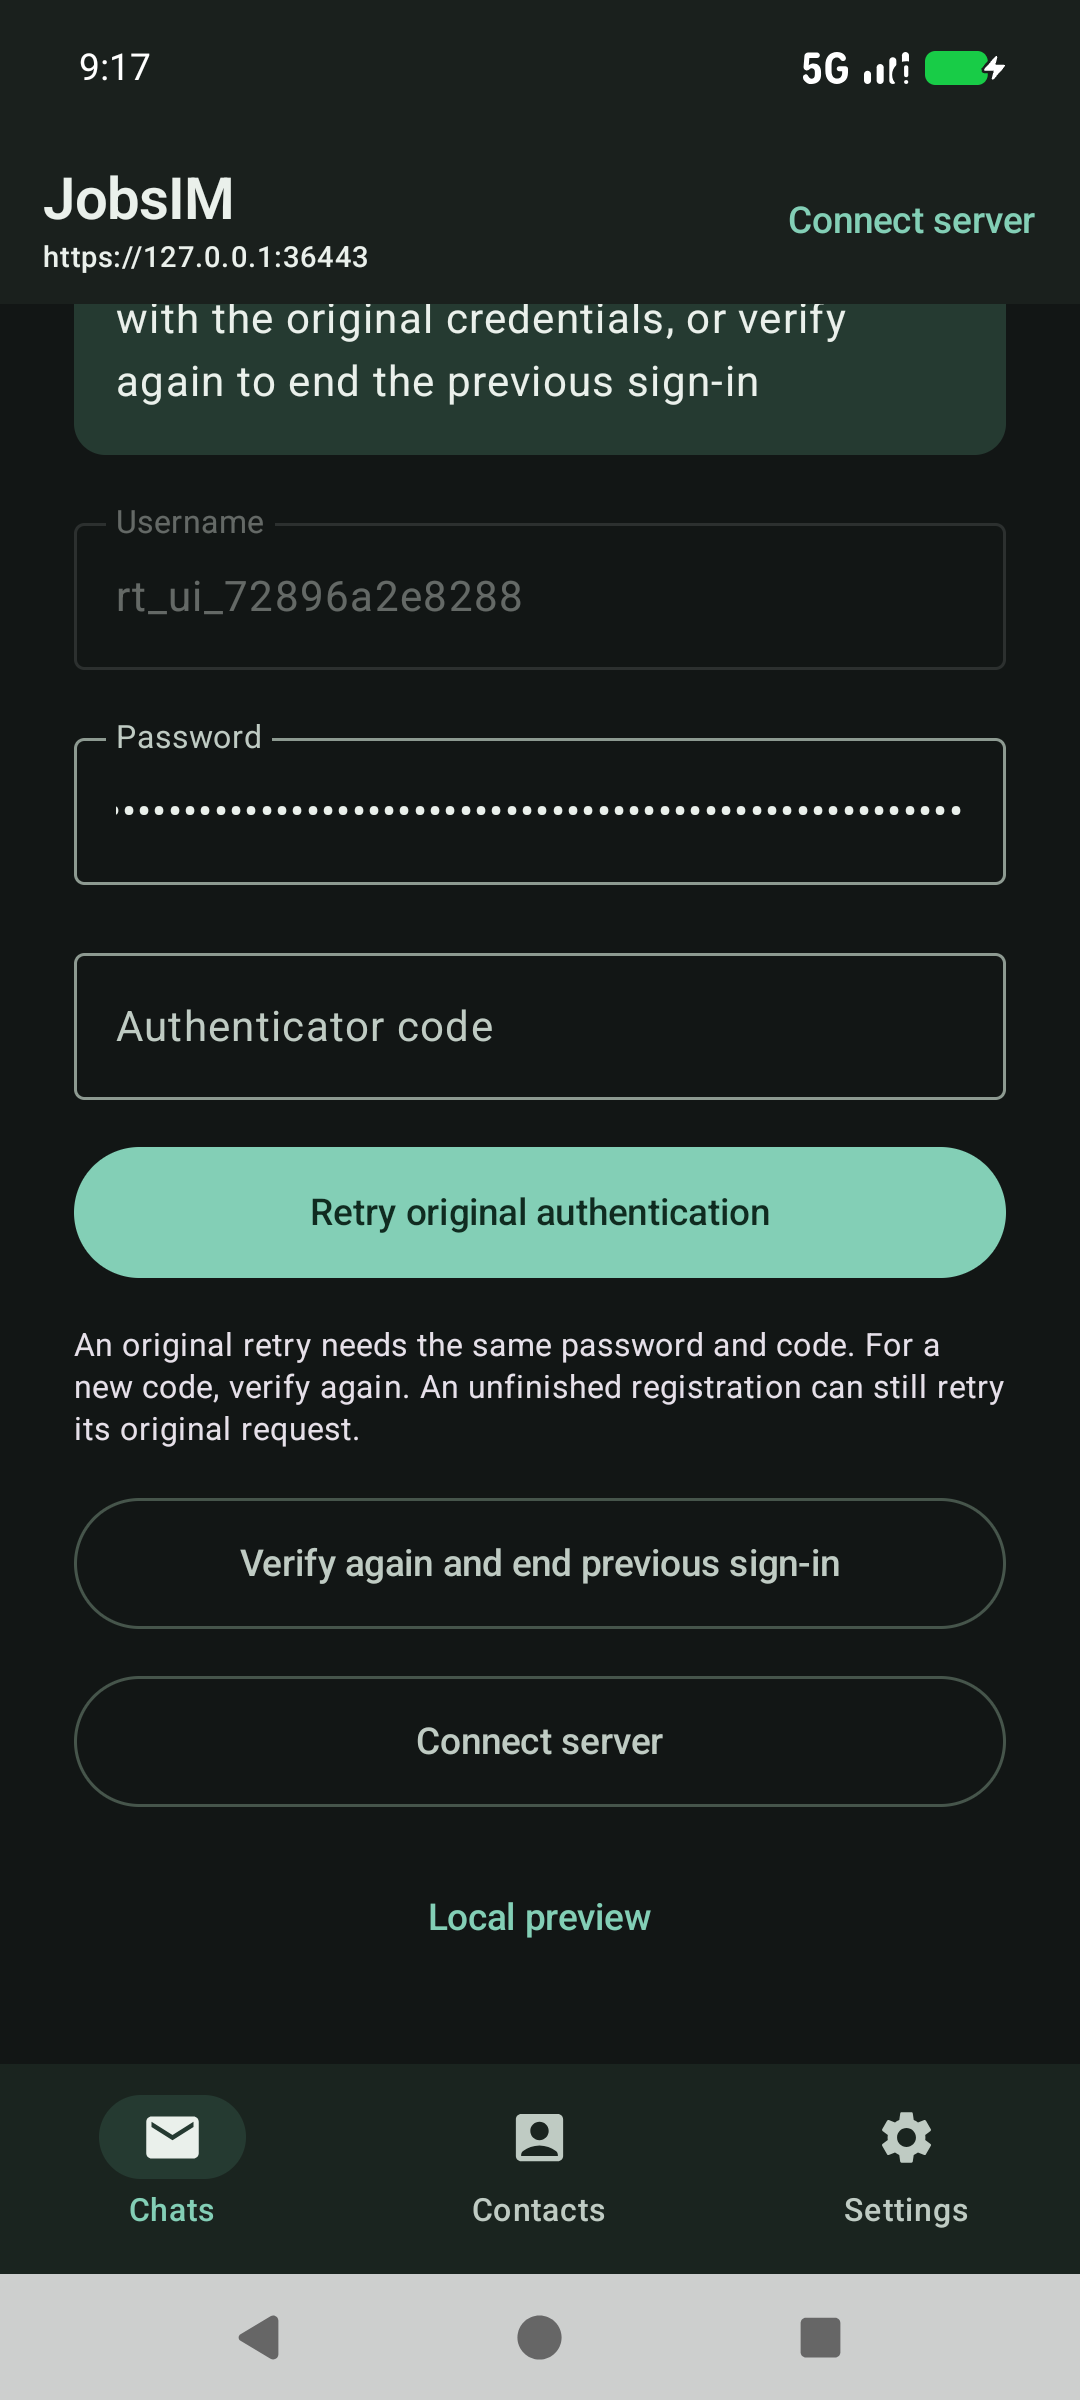 9:17
5G
JobsIM
https://127.0.0.1:36443
Connect server
with the original credentials, or verify
again to end the previous sign-in
Username
rt_ui_72896a2e8288
Password
Authenticator code
Retry original authentication
An original retry needs the same password and code. For a
new code, verify again. An unfinished registration can still retry
its original request.
Verify again and end previous sign-in
Connect server
Local preview
Chats
Contacts
Settings